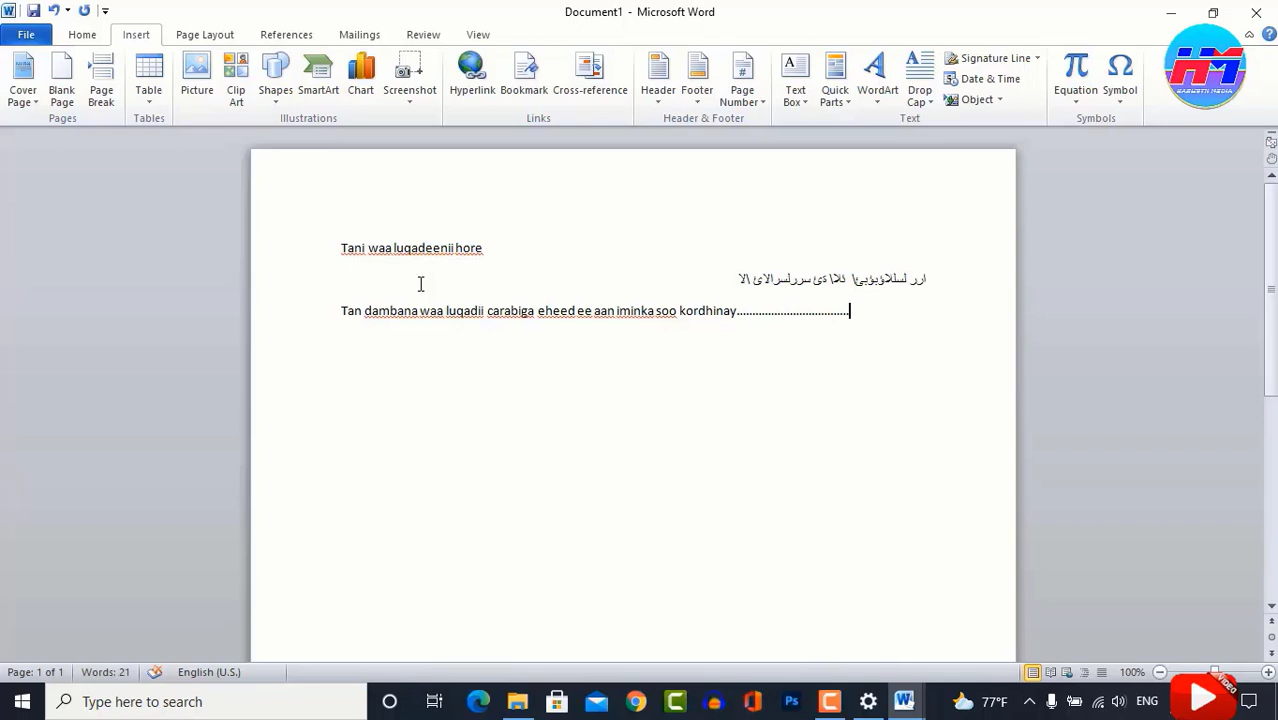 Document1 - Microsoft Word
File Home Insert Page Layout References Mailings Review View
Cover Page Blank Page Page Break Table Picture Clip Art Shapes SmartArt Chart Screenshot Hyperlink Bookmark Cross-reference Header Footer Page Number Text Box Quick Parts WordArt Drop Cap Signature Line Date & Time Object Equation Symbol
Pages Tables Illustrations Links Header & Footer Text Symbols
HM
Tani waa luqadeenii hore
Tan dambana waa luqadii carabiga eheed ee aan iminka soo kordhinay....................................
Page: 1 of 1 Words: 21 English (U.S.) 100%
Type here to search 77°F ENG
VIDEO